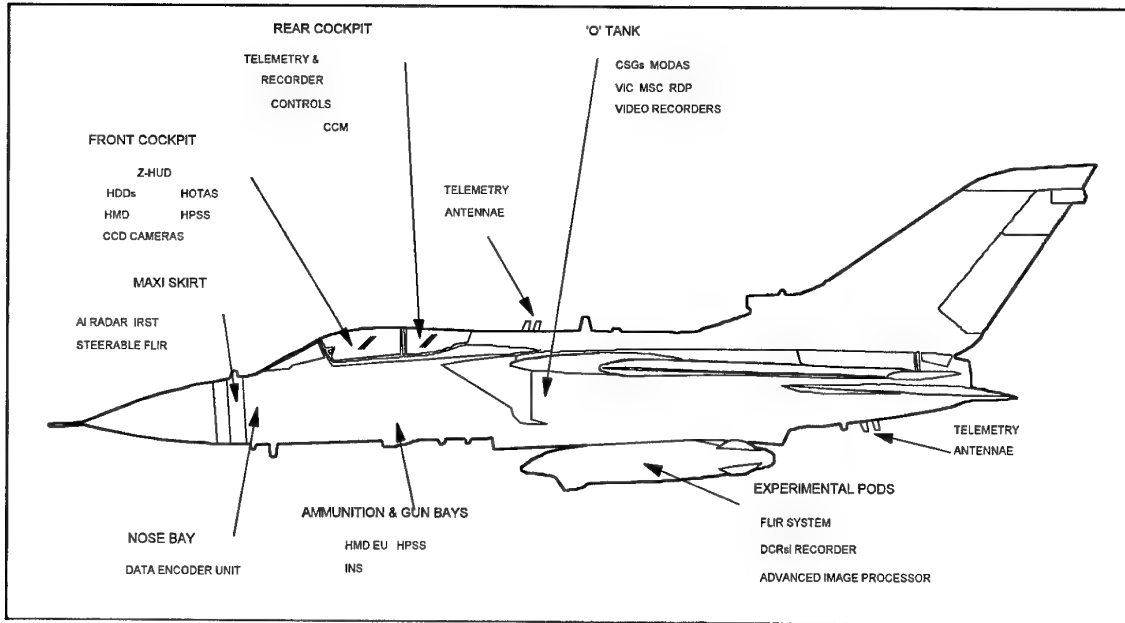 REAR COCKPIT
TELEMETRY &
RECORDER
CONTROLS
CCM
'O' TANK
CSGs MODAS
VIC MSC RDP
VIDEO RECORDERS
FRONT COCKPIT
Z-HUD
HDDs HOTAS
HMD HPSS
CCD CAMERAS
TELEMETRY
ANTENNAE
MAXI SKIRT
AI RADAR IRST
STEERABLE FLIR
NOSE BAY
DATA ENCODER UNIT
AMMUNITION & GUN BAYS
HMD EU HPSS
INS
EXPERIMENTAL PODS
FLIR SYSTEM
DCRsI RECORDER
ADVANCED IMAGE PROCESSOR
TELEMETRY
ANTENNAE